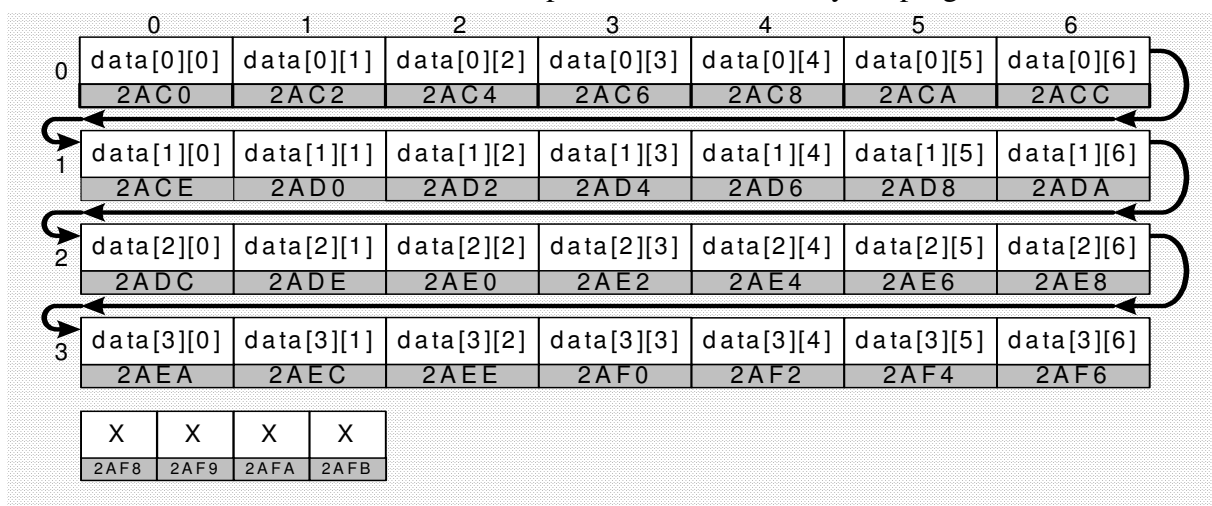 0 1 2 3 4 5 6
0 data[0][0] data[0][1] data[0][2] data[0][3] data[0][4] data[0][5] data[0][6]
2AC0 2AC2 2AC4 2AC6 2AC8 2ACA 2ACC
1 data[1][0] data[1][1] data[1][2] data[1][3] data[1][4] data[1][5] data[1][6]
2ACE 2AD0 2AD2 2AD4 2AD6 2AD8 2ADA
2 data[2][0] data[2][1] data[2][2] data[2][3] data[2][4] data[2][5] data[2][6]
2ADC 2ADE 2AE0 2AE2 2AE4 2AE6 2AE8
3 data[3][0] data[3][1] data[3][2] data[3][3] data[3][4] data[3][5] data[3][6]
2AEA 2AEC 2AEE 2AF0 2AF2 2AF4 2AF6
X X X X
2AF8 2AF9 2AFA 2AFB